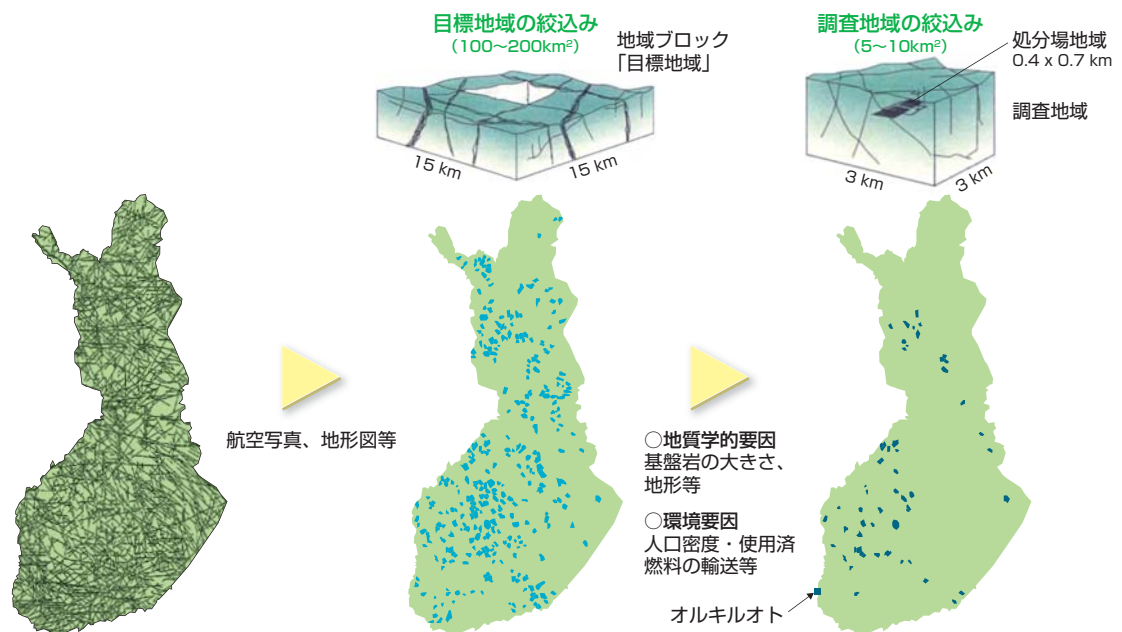 目標地域の絞込み
（100～200km²）
地域ブロック
「目標地域」
15 km
15 km
調査地域の絞込み
（5～10km²）
処分場地域
0.4 x 0.7 km
調査地域
3 km
3 km
航空写真、地形図等
○地質学的要因
基盤岩の大きさ、
地形等
○環境要因
人口密度・使用済
燃料の輸送等
オルキルオト